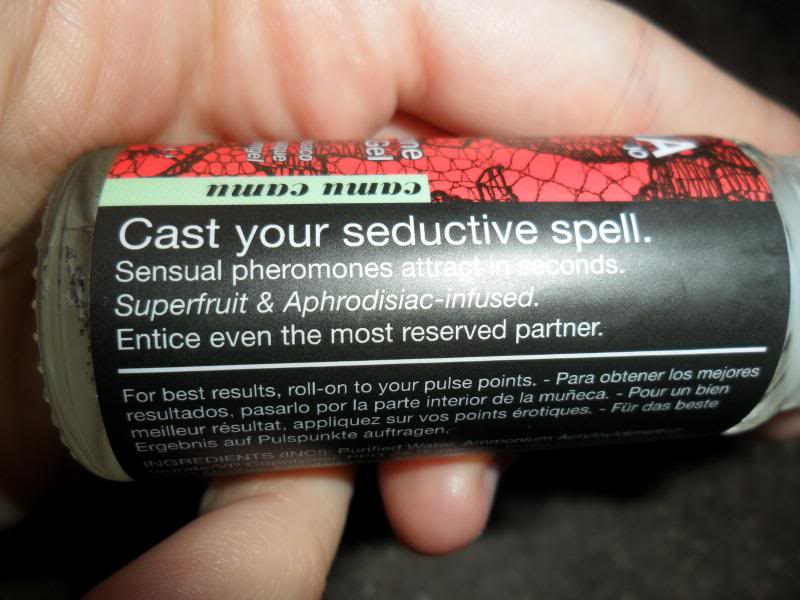 camu camu
Cast your seductive spell.
Sensual pheromones attract in seconds.
Superfruit & Aphrodisiac-infused.
Entice even the most reserved partner.
For best results, roll-on to your pulse points. - Para obtener los mejores
resultados, pasarlo por la parte interior de la muñeca. - Pour un bien
meilleur résultat, appliquez sur vos points érotiques. - Für das beste
Ergebnis auf Pulspunkte auftragen.
INGREDIENTS (INCI): Purified Water, Ammonium